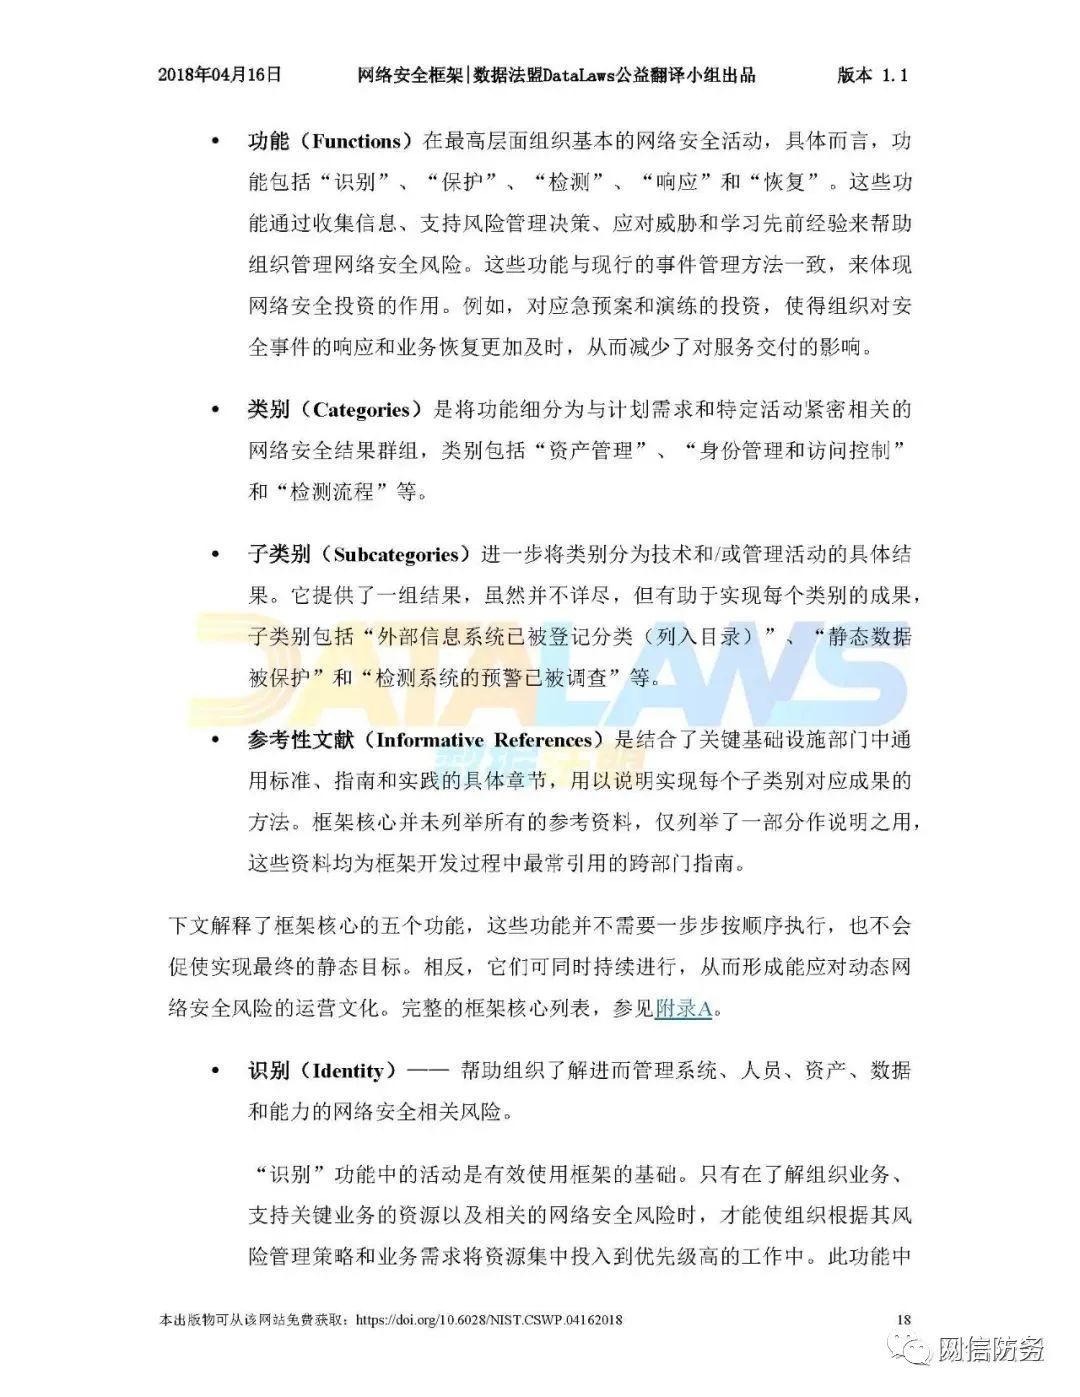 2018年04月16日 网络安全框架|数据法盟DataLaws公益翻译小组出品 版本 1.1
• 功能（Functions）在最高层面组织基本的网络安全活动，具体而言，功
能包括“识别”、“保护”、“检测”、“响应”和“恢复”。这些功
能通过收集信息、支持风险管理决策、应对威胁和学习先前经验来帮助
组织管理网络安全风险。这些功能与现行的事件管理方法一致，来体现
网络安全投资的作用。例如，对应急预案和演练的投资，使得组织对安
全事件的响应和业务恢复更加及时，从而减少了对服务交付的影响。
• 类别（Categories）是将功能细分为与计划需求和特定活动紧密相关的
网络安全结果群组，类别包括“资产管理”、“身份管理和访问控制”
和“检测流程”等。
• 子类别（Subcategories）进一步将类别分为技术和/或管理活动的具体结
果。它提供了一组结果，虽然并不详尽，但有助于实现每个类别的成果，
子类别包括“外部信息系统已被登记分类（列入目录）”、“静态数据
被保护”和“检测系统的预警已被调查”等。
DATALAWS
数据法盟
• 参考性文献（Informative References）是结合了关键基础设施部门中通
用标准、指南和实践的具体章节，用以说明实现每个子类别对应成果的
方法。框架核心并未列举所有的参考资料，仅列举了一部分作说明之用，
这些资料均为框架开发过程中最常引用的跨部门指南。
下文解释了框架核心的五个功能，这些功能并不需要一步步按顺序执行，也不会
促使实现最终的静态目标。相反，它们可同时持续进行，从而形成能应对动态网
络安全风险的运营文化。完整的框架核心列表，参见附录A。
• 识别（Identity）—— 帮助组织了解进而管理系统、人员、资产、数据
和能力的网络安全相关风险。
“识别”功能中的活动是有效使用框架的基础。只有在了解组织业务、
支持关键业务的资源以及相关的网络安全风险时，才能使组织根据其风
险管理策略和业务需求将资源集中投入到优先级高的工作中。此功能中
本出版物可从该网站免费获取：https://doi.org/10.6028/NIST.CSWP.04162018 18
网信防务